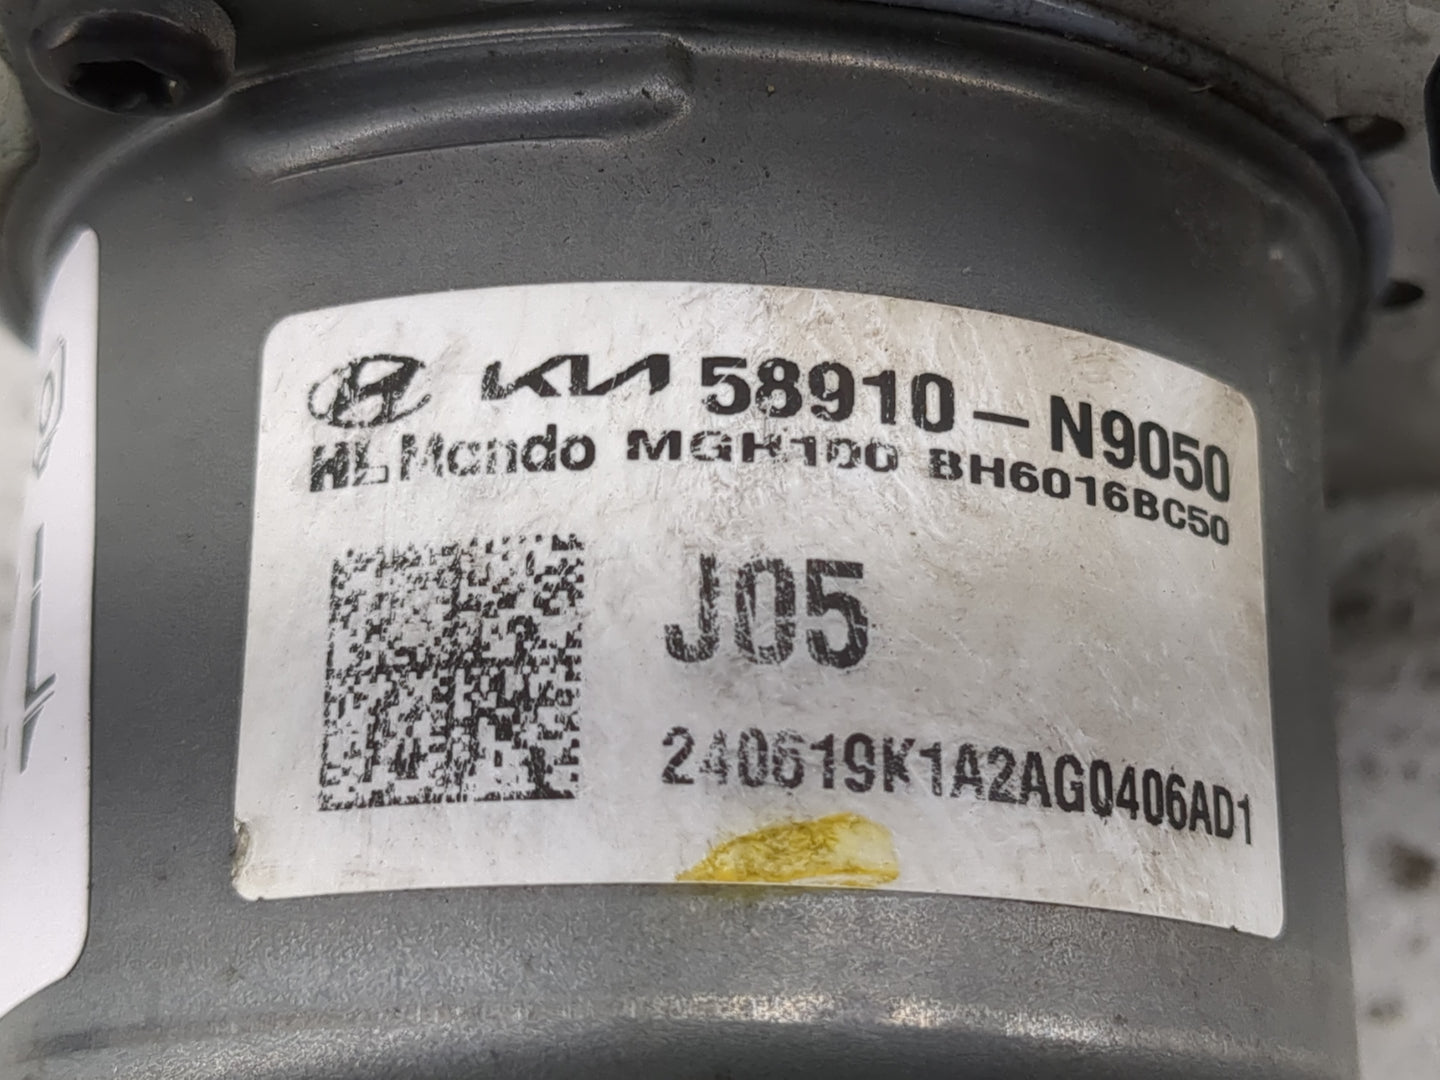 KIA 58910-N9050
HL Mando MGH100 BH6016BC50
J05
240619K1A2AG0406AD1